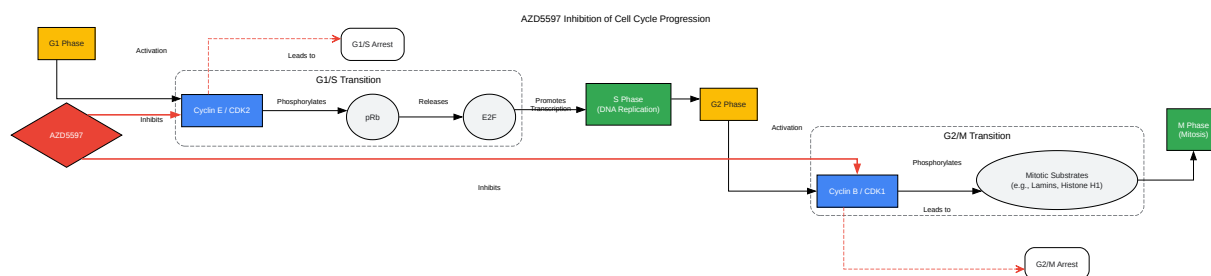 AZD5597 Inhibition of Cell Cycle Progression
G1 Phase
Activation
Leads to
G1/S Arrest
G1/S Transition
Cyclin E / CDK2
Phosphorylates
pRb
Releases
E2F
Promotes
Transcription
S Phase
(DNA Replication)
G2 Phase
AZD5597
Inhibits
Inhibits
Activation
G2/M Transition
Cyclin B / CDK1
Phosphorylates
Mitotic Substrates
(e.g., Lamins, Histone H1)
M Phase
(Mitosis)
Leads to
G2/M Arrest